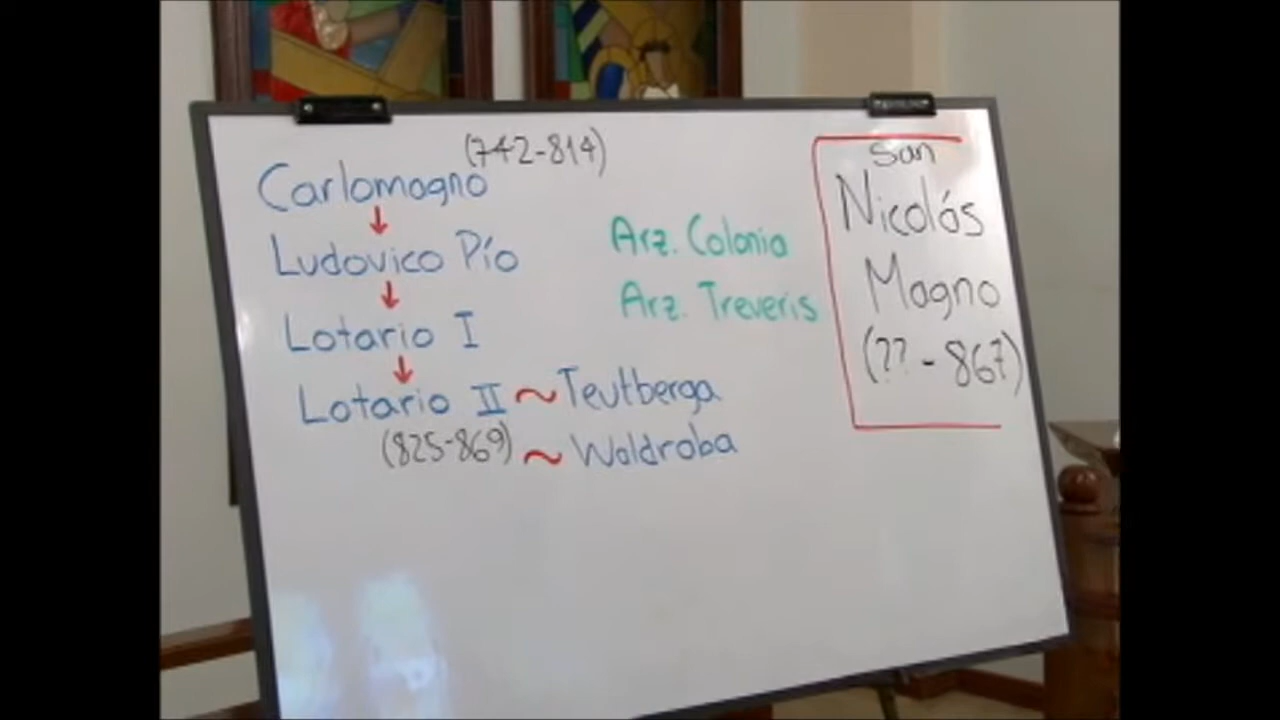 (742-814)
Carlomagno
Ludovico Pío
Lotario I
Lotario II ~ Teutberga
(825-869) ~ Waldroba
Arz. Colonia
Arz. Treveris
San
Nicolás
Magno
(?? - 867)